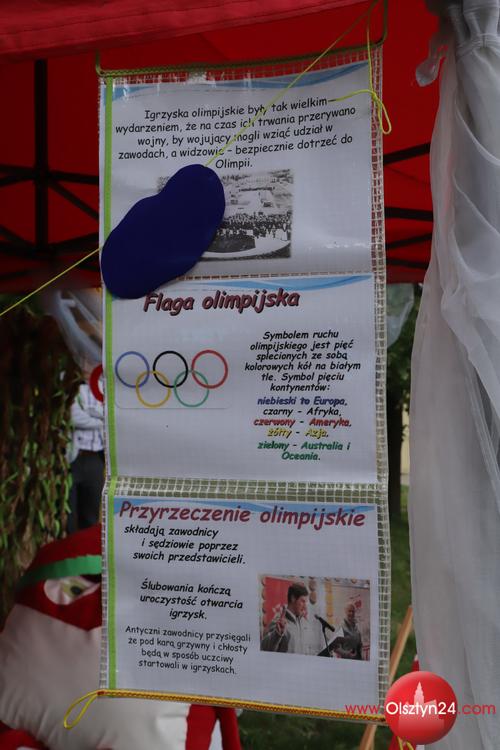 Igrzyska olimpijskie były tak wielkim
wydarzeniem, że na czas ich trwania przerywano
wojny, by wojujący mogli wziąć udział w
zawodach, a widzowie - bezpiecznie dotrzeć do
Olimpii.
Flaga olimpijska
Symbolem ruchu
olimpijskiego jest pięć
splecionych ze sobą
kolorowych kół na białym
tle. Symbol pięciu
kontynentów:
niebieski to Europa,
czarny - Afryka,
czerwony - Ameryka,
żółty - Azja,
zielony - Australia i
Oceania.
Przyrzeczenie olimpijskie
składają zawodnicy
i sędziowie poprzez
swoich przedstawicieli.
Ślubowania kończą
uroczystość otwarcia
igrzysk.
Antyczni zawodnicy przysięgali
że pod karą grzywny i chłosty
będą w sposób uczciwy
startowali w igrzyskach.
www.Olsztyn24.com